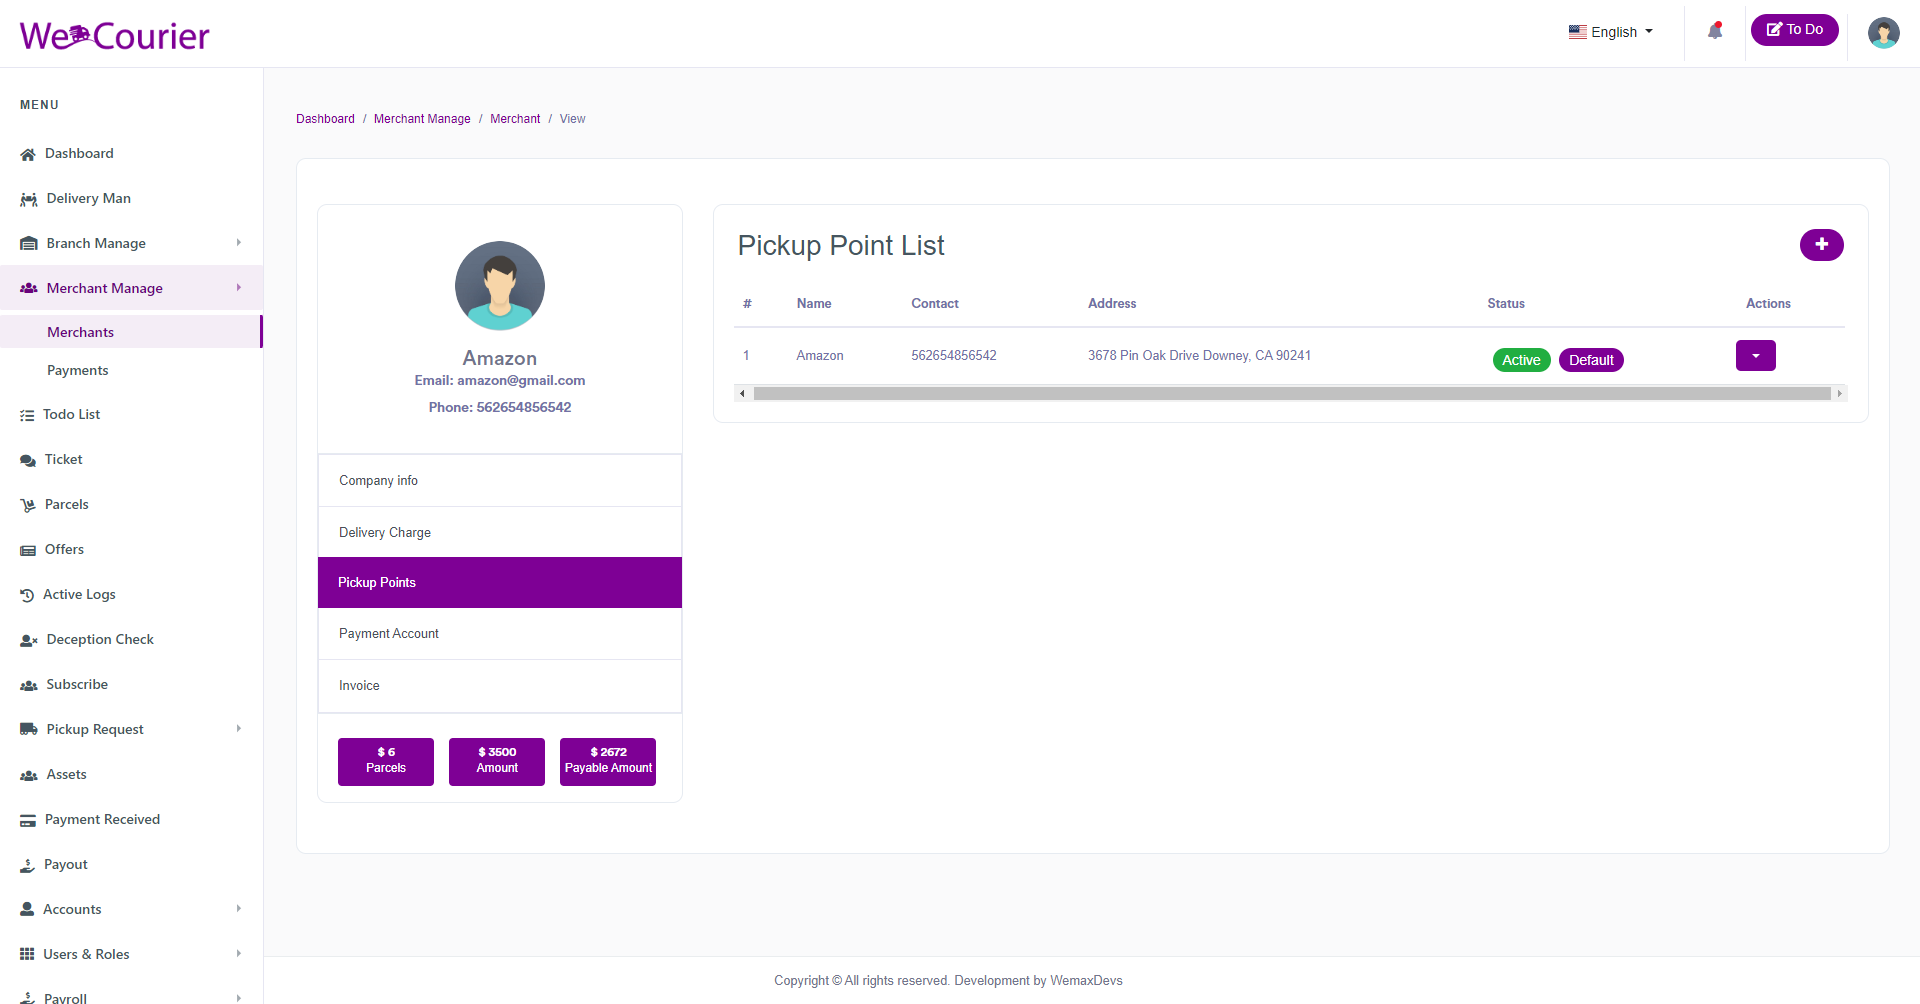 We Courier
English
To Do
MENU
Dashboard
Delivery Man
Branch Manage
Merchant Manage
Merchants
Payments
Todo List
Ticket
Parcels
Offers
Active Logs
Deception Check
Subscribe
Pickup Request
Assets
Payment Received
Payout
Accounts
Users & Roles
Payroll
Dashboard / Merchant Manage / Merchant / View
Amazon
Email: amazon@gmail.com
Phone: 562654856542
Company info
Delivery Charge
Pickup Points
Payment Account
Invoice
$ 6
Parcels
$ 3500
Amount
$ 2672
Payable Amount
Pickup Point List
# Name Contact Address Status Actions
1 Amazon 562654856542 3678 Pin Oak Drive Downey, CA 90241 Active Default
Copyright © All rights reserved. Development by WemaxDevs